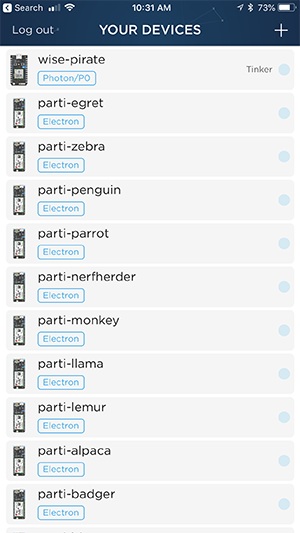 Search
10:31 AM
73%
Log out
YOUR DEVICES
+
wise-pirate
Photon/P0
Tinker
parti-egret
Electron
parti-zebra
Electron
parti-penguin
Electron
parti-parrot
Electron
parti-nerfherder
Electron
parti-monkey
Electron
parti-llama
Electron
parti-lemur
Electron
parti-alpaca
Electron
parti-badger
Electron